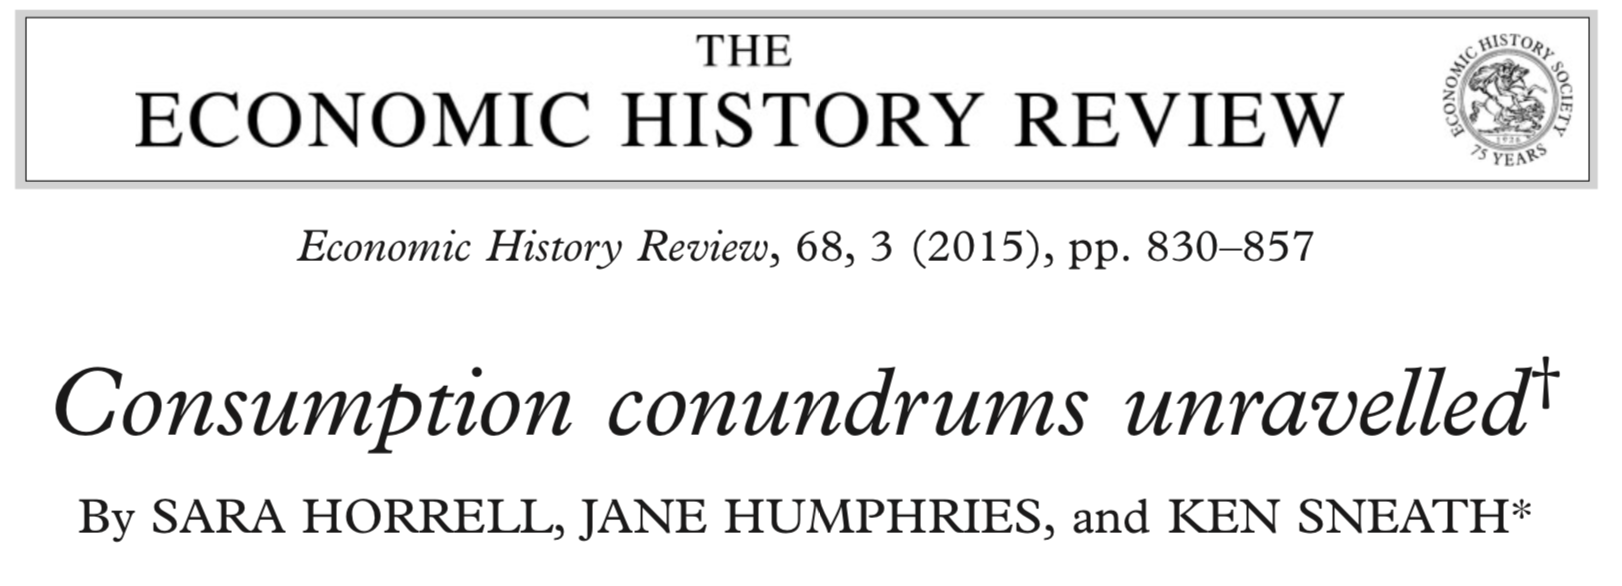 THE
ECONOMIC HISTORY REVIEW
ECONOMIC HISTORY SOCIETY
1926
75 YEARS
Economic History Review, 68, 3 (2015), pp. 830–857
Consumption conundrums unravelled†
By SARA HORRELL, JANE HUMPHRIES, and KEN SNEATH*